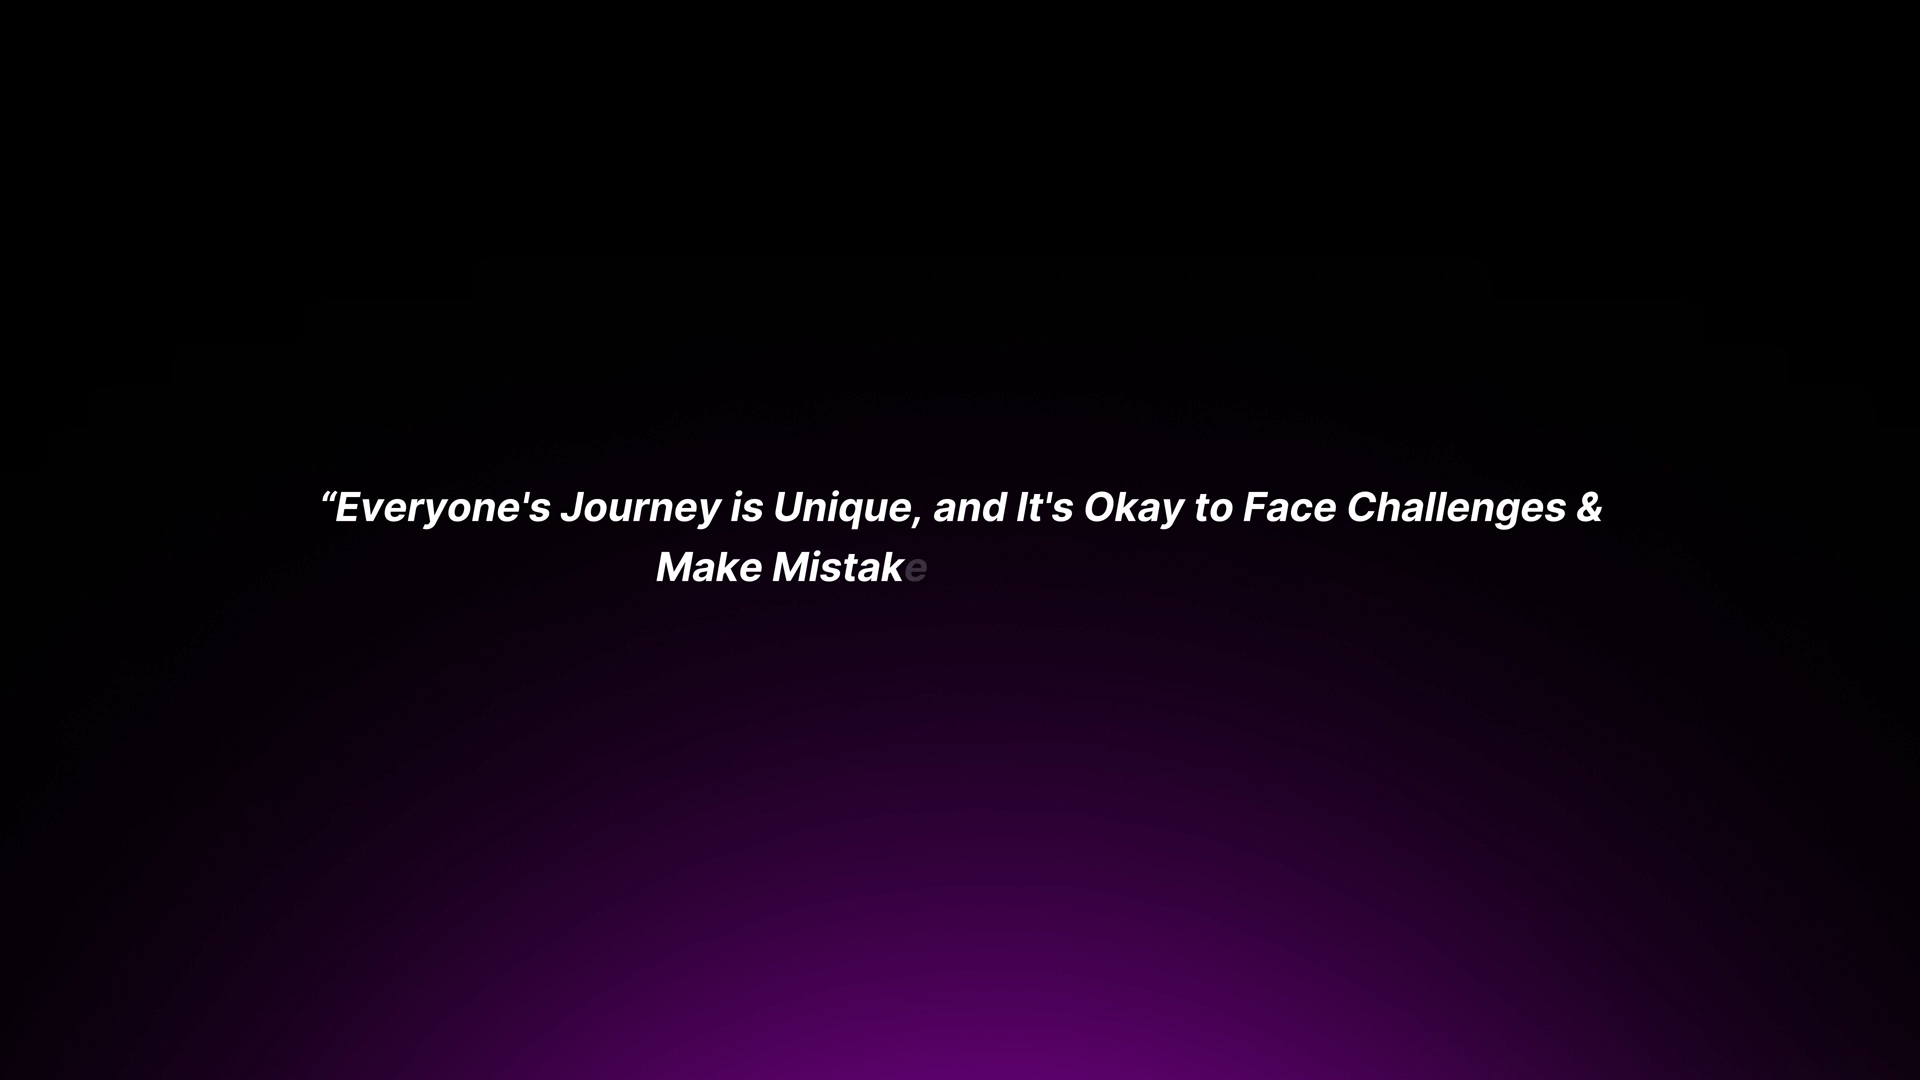 “Everyone's Journey is Unique, and It's Okay to Face Challenges &
Make Mistake